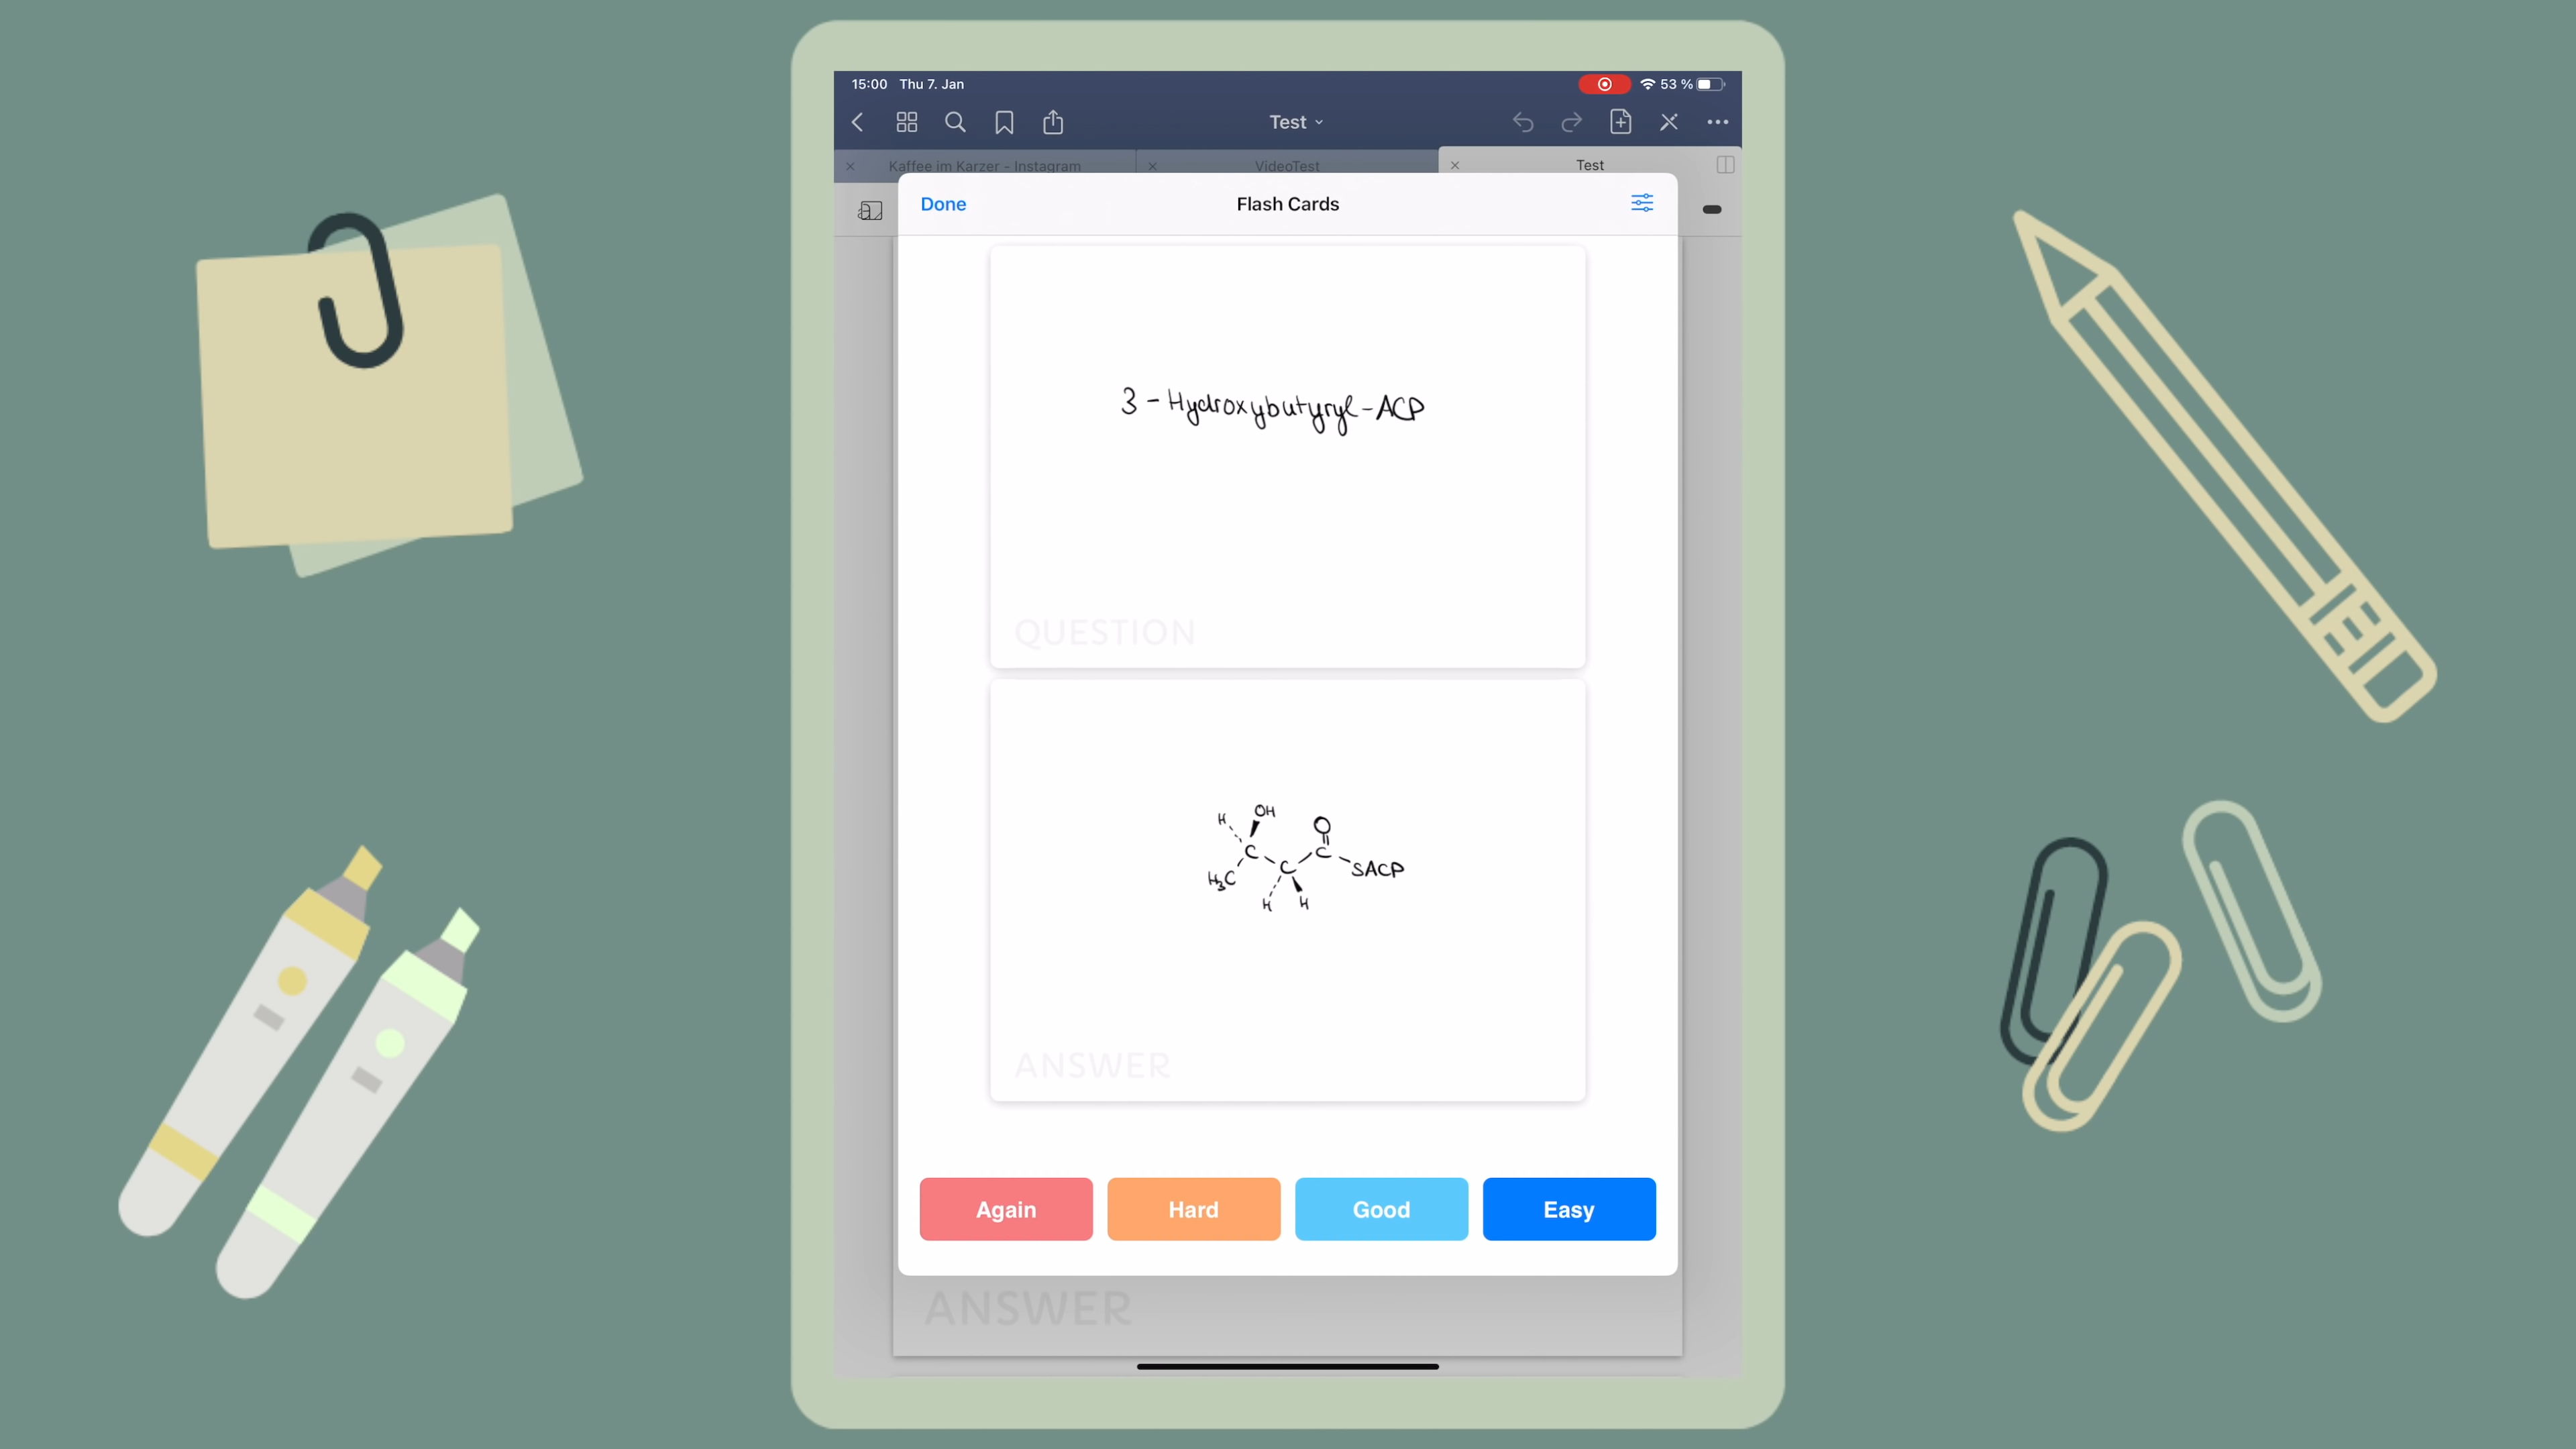 15:00 Thu 7. Jan 53 %
Test
Kaffee im Karzer - Instagram VideoTest Test
Done Flash Cards
3-Hydroxybutyryl-ACP
QUESTION
H OH O
C C SACP
H₃C C
H H
ANSWER
Again Hard Good Easy
ANSWER